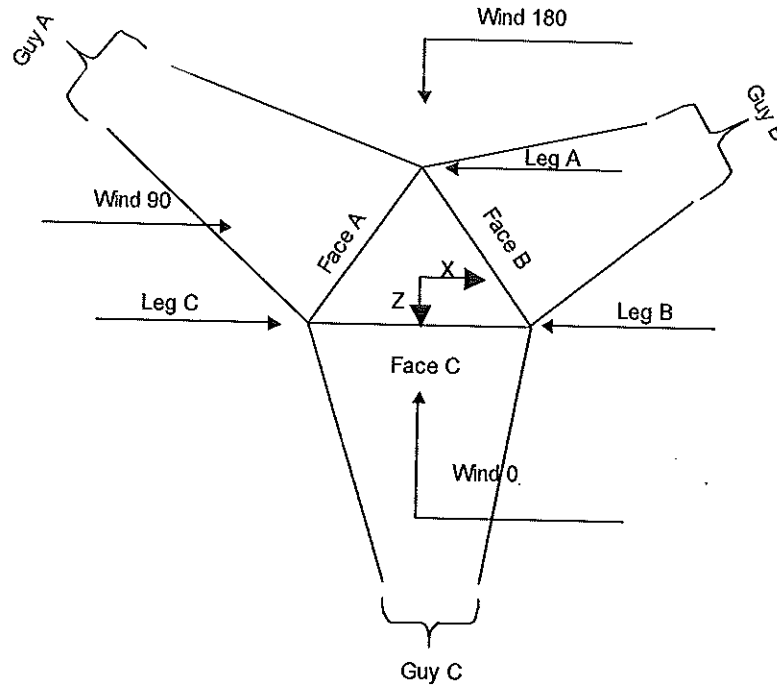 Wind 180
Guy A
Guy B
Leg A
Wind 90
Face A
Face B
X
Leg C
Z
Leg B
Face C
Wind 0
Guy C